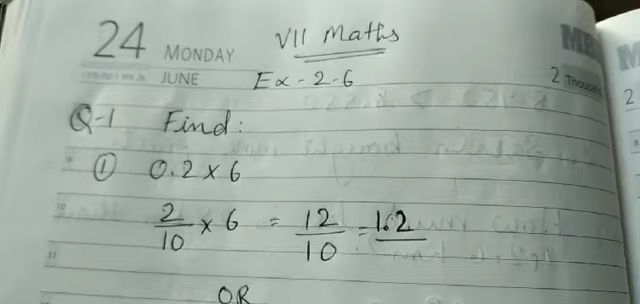 24 MONDAY VII Maths
JUNE Ex - 2.6
2 Thousand
Q-1 Find:
① 0.2 × 6
2/10 × 6 = 12/10 = 1.2
OR